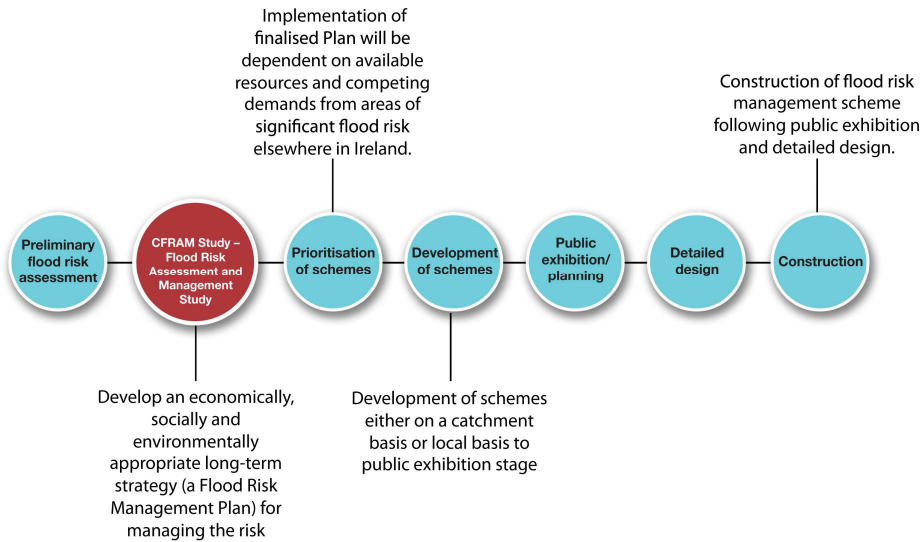 Implementation of
finalised Plan will be
dependent on available
resources and competing
demands from areas of
significant flood risk
elsewhere in Ireland.
Construction of flood risk
management scheme
following public exhibition
and detailed design.
Preliminary
flood risk
assessment
CFRAM Study –
Flood Risk
Assessment and
Management
Study
Prioritisation
of schemes
Development
of schemes
Public
exhibition/
planning
Detailed
design
Construction
Develop an economically,
socially and
environmentally
appropriate long-term
strategy (a Flood Risk
Management Plan) for
managing the risk
Development of schemes
either on a catchment
basis or local basis to
public exhibition stage